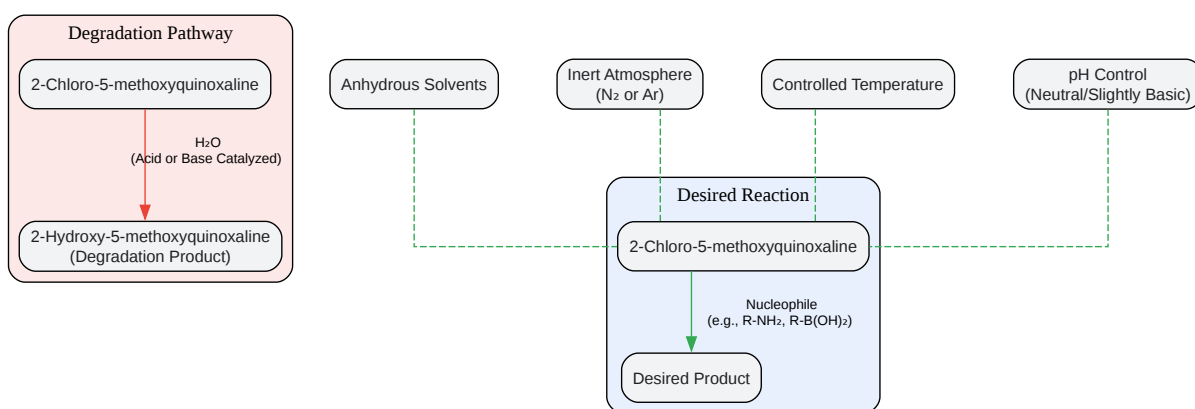 Degradation Pathway
2-Chloro-5-methoxyquinoxaline
H₂O
(Acid or Base Catalyzed)
2-Hydroxy-5-methoxyquinoxaline
(Degradation Product)
Anhydrous Solvents
Inert Atmosphere
(N₂ or Ar)
Controlled Temperature
pH Control
(Neutral/Slightly Basic)
Desired Reaction
2-Chloro-5-methoxyquinoxaline
Nucleophile
(e.g., R-NH₂, R-B(OH)₂)
Desired Product